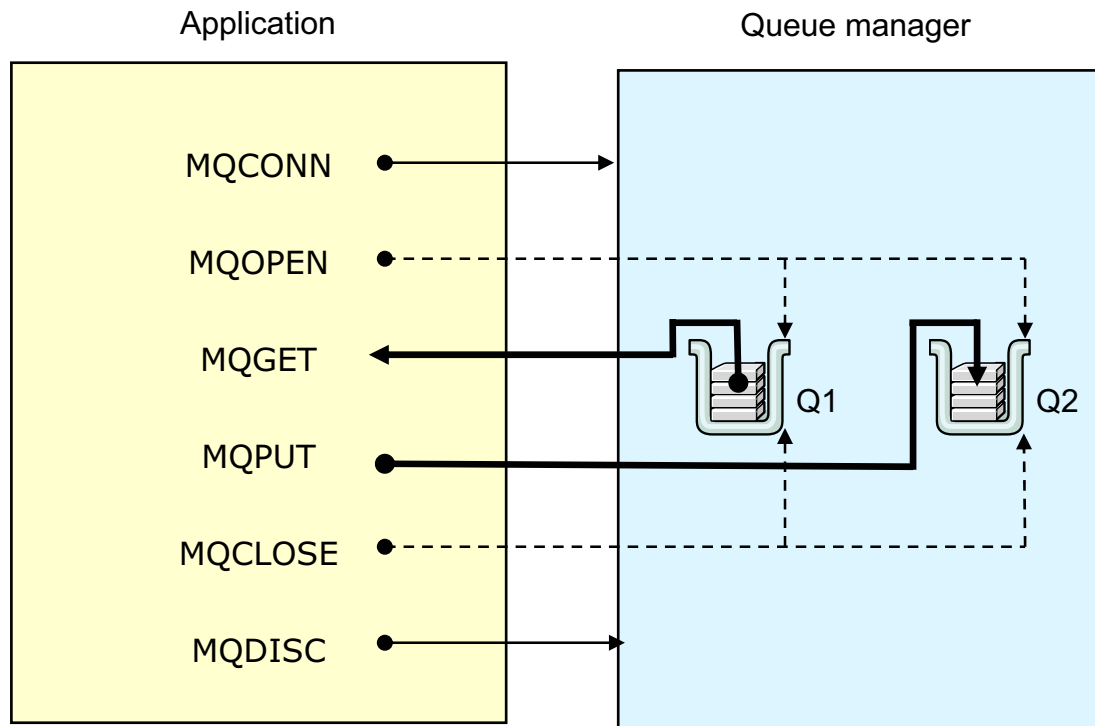 Application
Queue manager
MQCONN
MQOPEN
MQGET
Q1
Q2
MQPUT
MQCLOSE
MQDISC